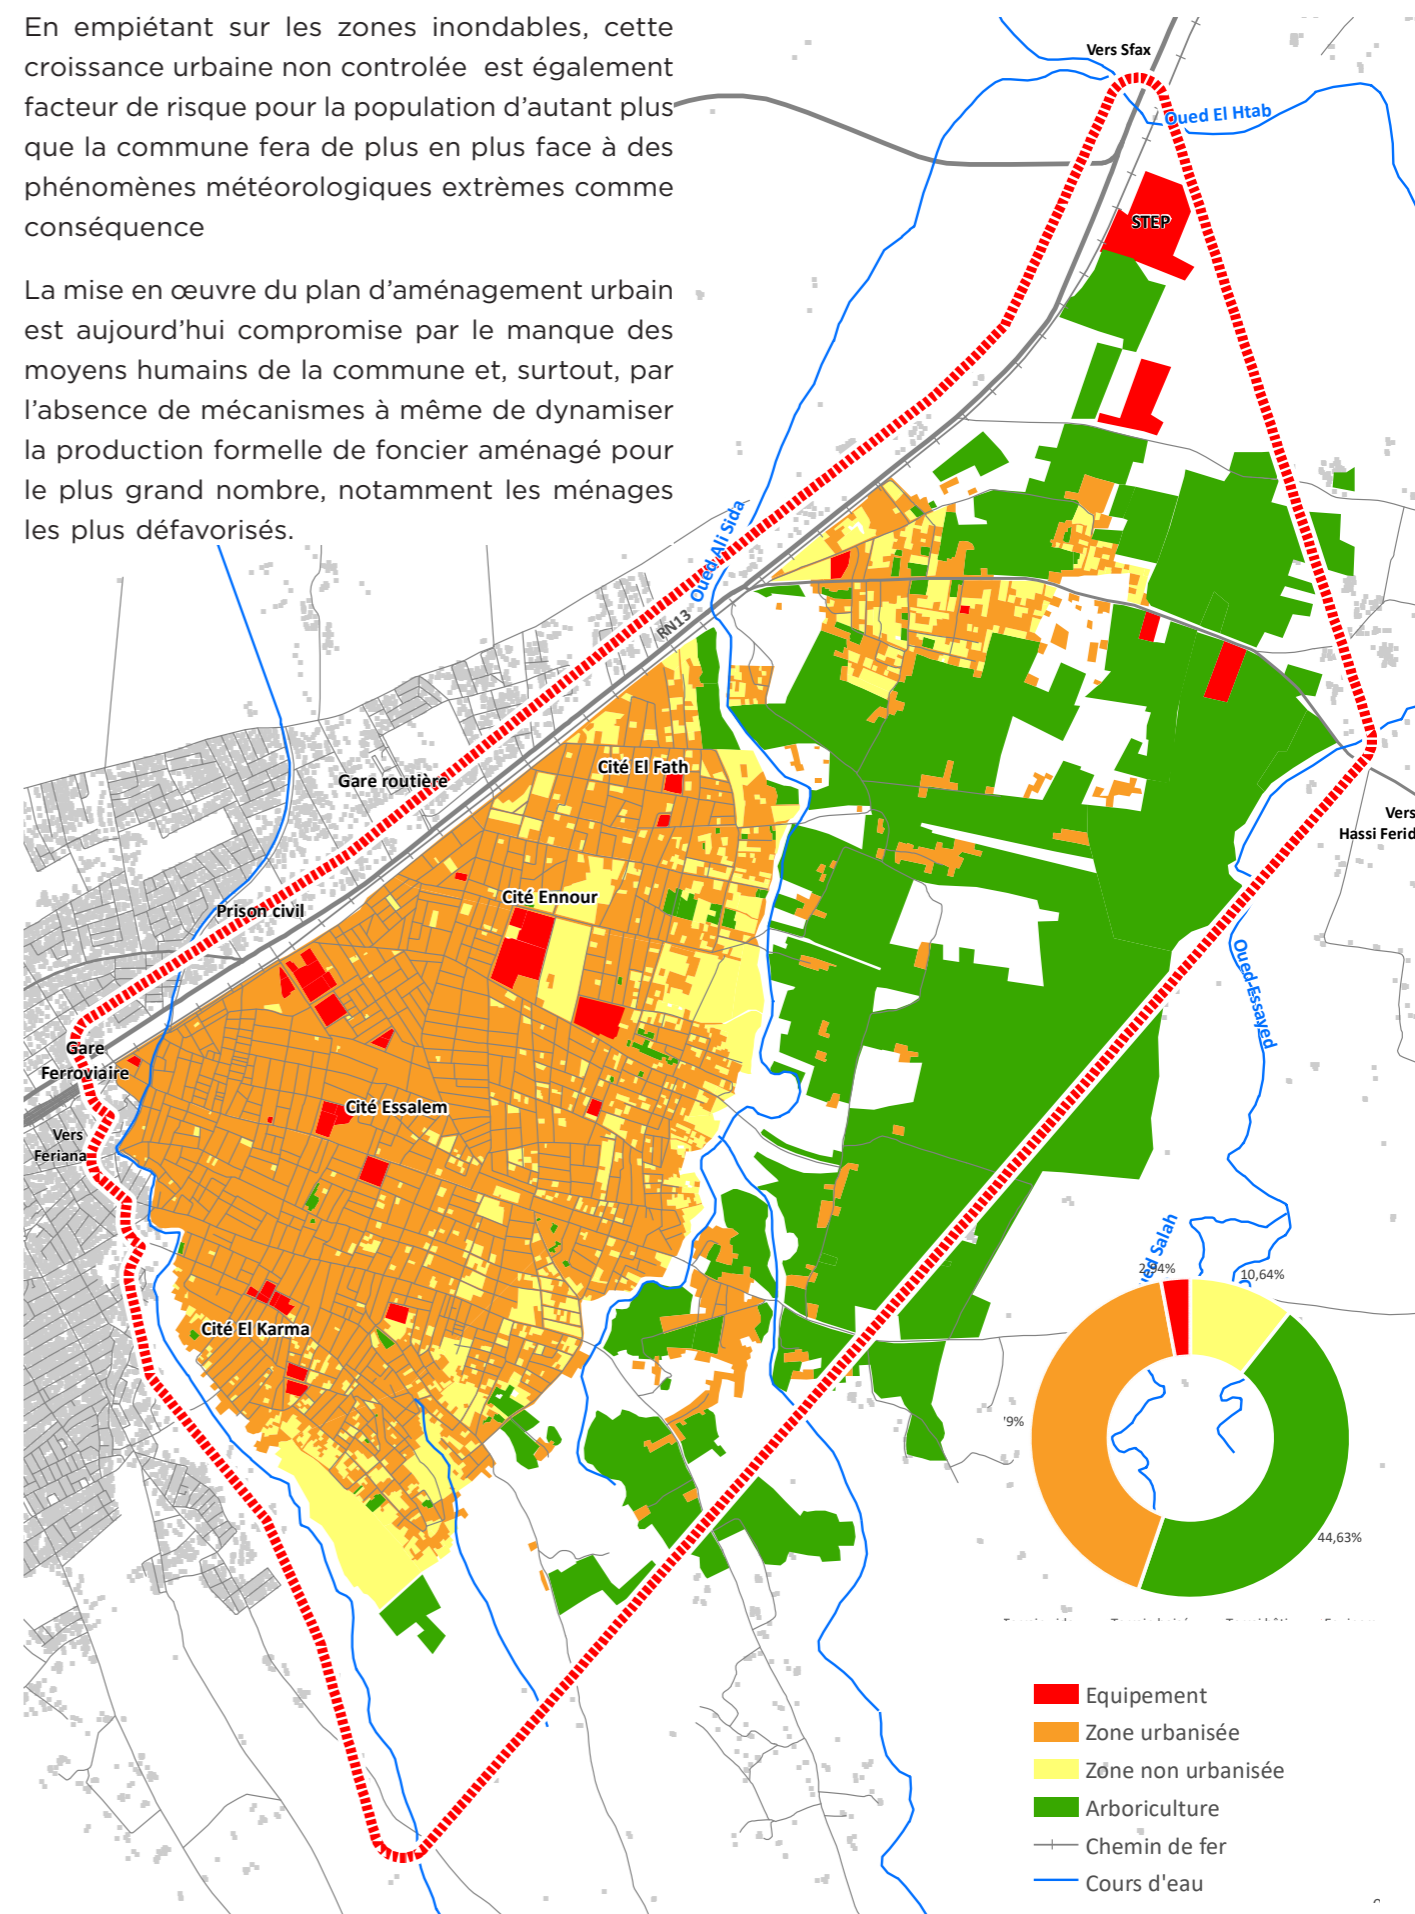 En empiétant sur les zones inondables, cette
croissance urbaine non controlée est également
facteur de risque pour la population d'autant plus
que la commune fera de plus en plus face à des
phénomènes météorologiques extrèmes comme
conséquence
La mise en œuvre du plan d'aménagement urbain
est aujourd'hui compromise par le manque des
moyens humains de la commune et, surtout, par
l'absence de mécanismes à même de dynamiser
la production formelle de foncier aménagé pour
le plus grand nombre, notamment les ménages
les plus défavorisés.
Vers Sfax
Oued El Htab
STEP
Oued Ali Sida
RN13
Cité El Fath
Gare routière
Vers
Hassi Ferid
Cité Ennour
Prison civil
Oued Essayed
Gare
Ferroviaire
Cité Essalem
Vers
Feriana
Salah
2,94%
10,64%
Cité El Karma
9%
44,63%
Equipement
Zone urbanisée
Zone non urbanisée
Arboriculture
Chemin de fer
Cours d'eau